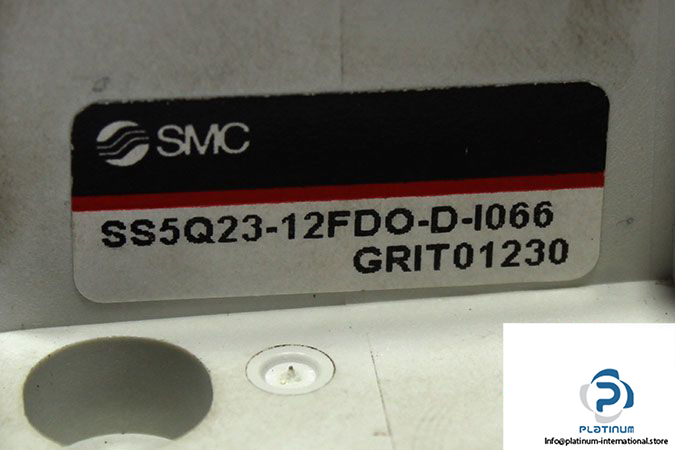 SMC
SS5Q23-12FDO-D-I066
GRIT01230
PLATINUM
Info@platinum-international.store